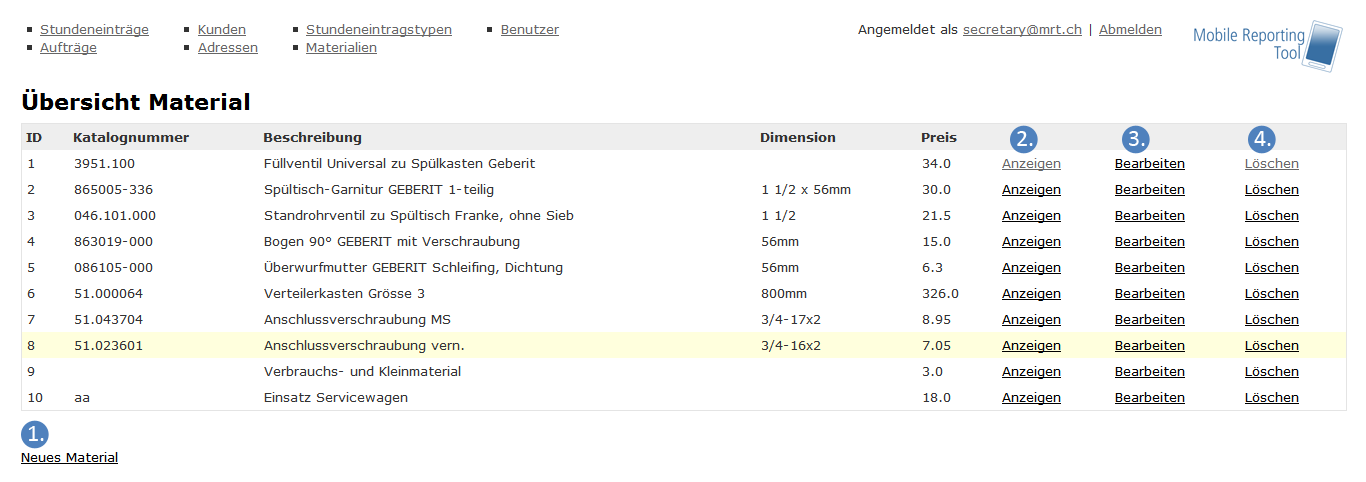 Stundeneinträge Kunden Stundeneintragstypen Benutzer Angemeldet als secretary@mrt.ch | Abmelden
Aufträge Adressen Materialien
Mobile Reporting
Tool
Übersicht Material
ID Katalognummer Beschreibung Dimension Preis 2. 3. 4.
1 3951.100 Füllventil Universal zu Spülkasten Geberit 34.0 Anzeigen Bearbeiten Löschen
2 865005-336 Spültisch-Garnitur GEBERIT 1-teilig 1 1/2 x 56mm 30.0 Anzeigen Bearbeiten Löschen
3 046.101.000 Standrohrventil zu Spültisch Franke, ohne Sieb 1 1/2 21.5 Anzeigen Bearbeiten Löschen
4 863019-000 Bogen 90° GEBERIT mit Verschraubung 56mm 15.0 Anzeigen Bearbeiten Löschen
5 086105-000 Überwurfmutter GEBERIT Schleifing, Dichtung 56mm 6.3 Anzeigen Bearbeiten Löschen
6 51.000064 Verteilerkasten Grösse 3 800mm 326.0 Anzeigen Bearbeiten Löschen
7 51.043704 Anschlussverschraubung MS 3/4-17x2 8.95 Anzeigen Bearbeiten Löschen
8 51.023601 Anschlussverschraubung vern. 3/4-16x2 7.05 Anzeigen Bearbeiten Löschen
9 Verbrauchs- und Kleinmaterial 3.0 Anzeigen Bearbeiten Löschen
10 aa Einsatz Servicewagen 18.0 Anzeigen Bearbeiten Löschen
1.
Neues Material